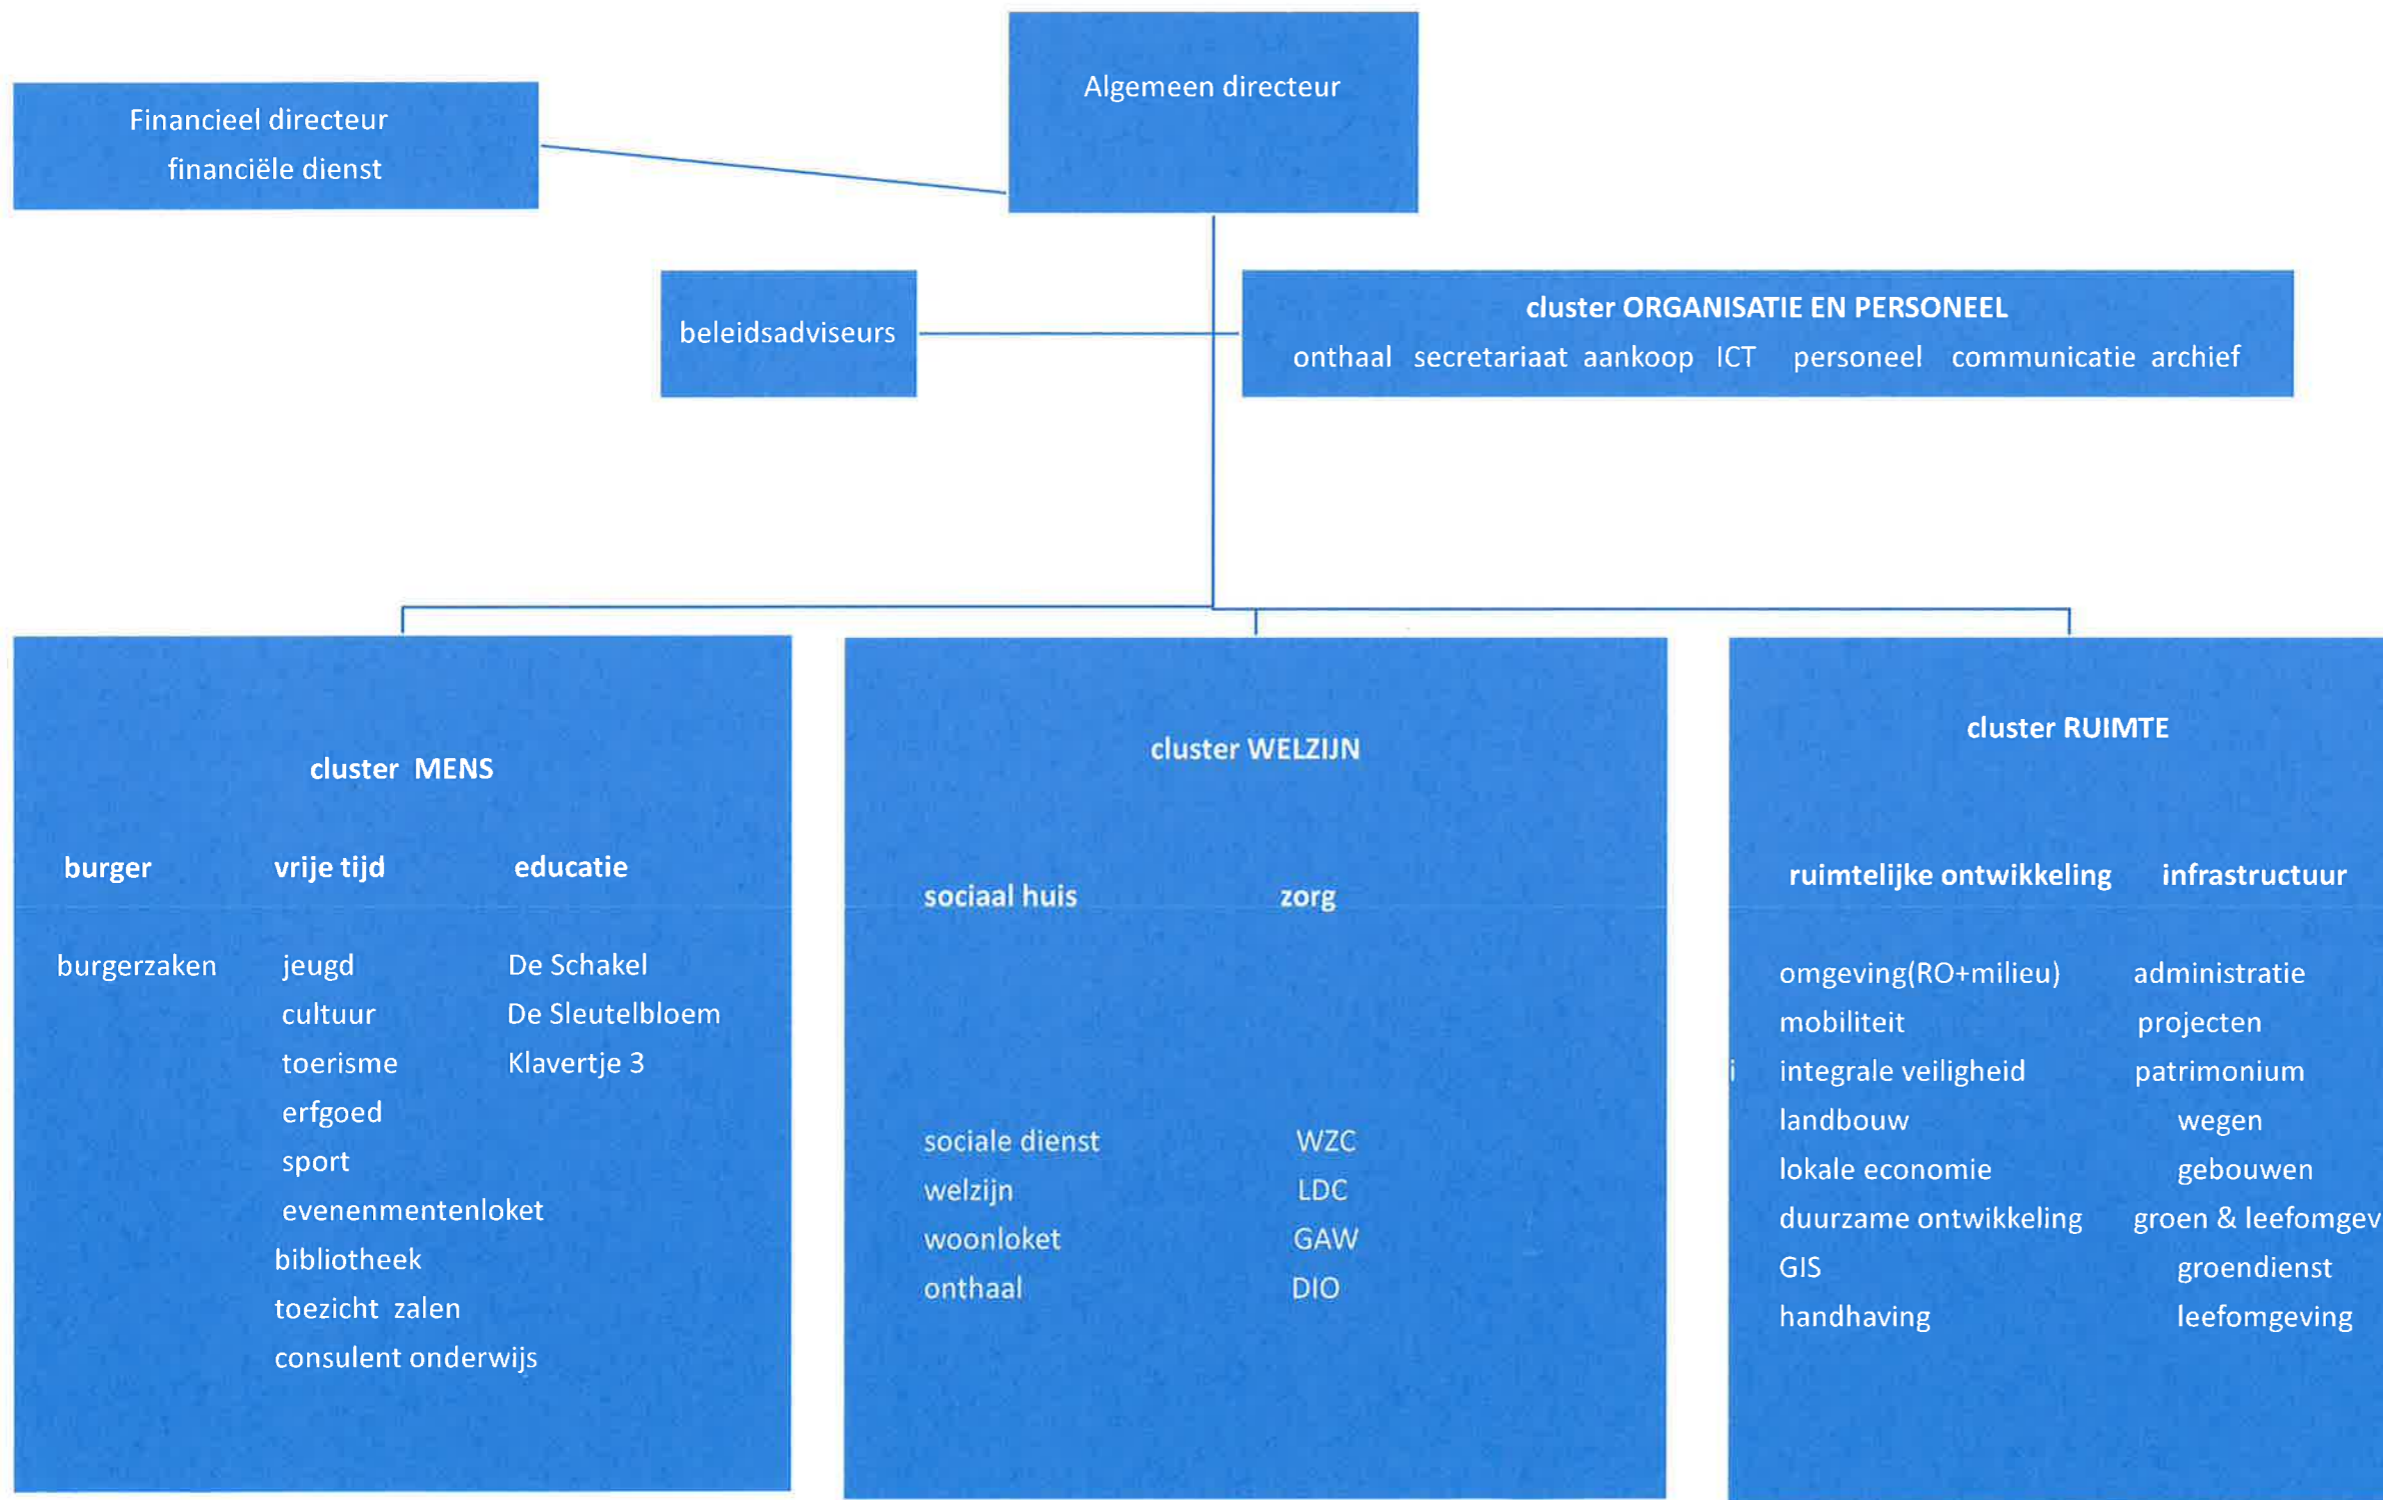 Algemeen directeur
Financieel directeur
financiële dienst
beleidsadviseurs
cluster ORGANISATIE EN PERSONEEL
onthaal secretariaat aankoop ICT personeel communicatie archief
cluster MENS
burger vrije tijd educatie
burgerzaken jeugd De Schakel
cultuur De Sleutelbloem
toerisme Klavertje 3
erfgoed
sport
evenenmentenloket
bibliotheek
toezicht zalen
consulent onderwijs
cluster WELZIJN
sociaal huis zorg
sociale dienst WZC
welzijn LDC
woonloket GAW
onthaal DIO
cluster RUIMTE
ruimtelijke ontwikkeling infrastructuur
omgeving(RO+milieu) administratie
mobiliteit projecten
i integrale veiligheid patrimonium
landbouw wegen
lokale economie gebouwen
duurzame ontwikkeling groen & leefomgev
GIS groendienst
handhaving leefomgeving